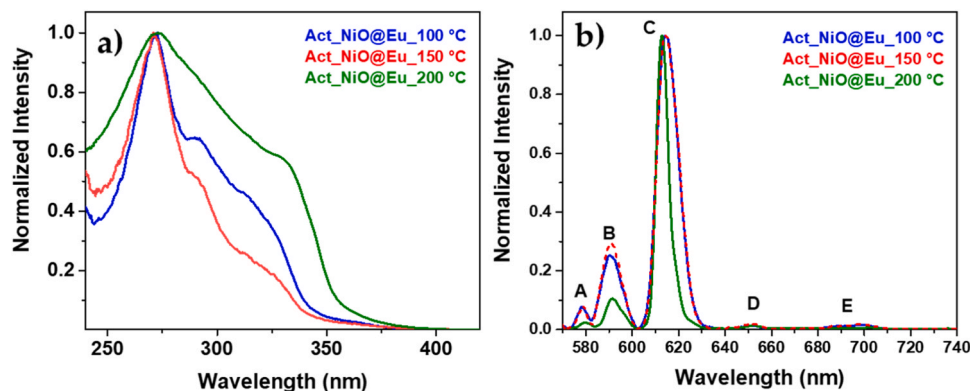 a)
Act_NiO@Eu_100 °C
Act_NiO@Eu_150 °C
Act_NiO@Eu_200 °C
Normalized Intensity
1.0
0.8
0.6
0.4
0.2
250 300 350 400
Wavelength (nm)
b)
C
Act_NiO@Eu_100 °C
Act_NiO@Eu_150 °C
Act_NiO@Eu_200 °C
Normalized Intensity
1.0
0.8
0.6
0.4
0.2
0.0
A
B
D
E
580 600 620 640 660 680 700 720 740
Wavelength (nm)